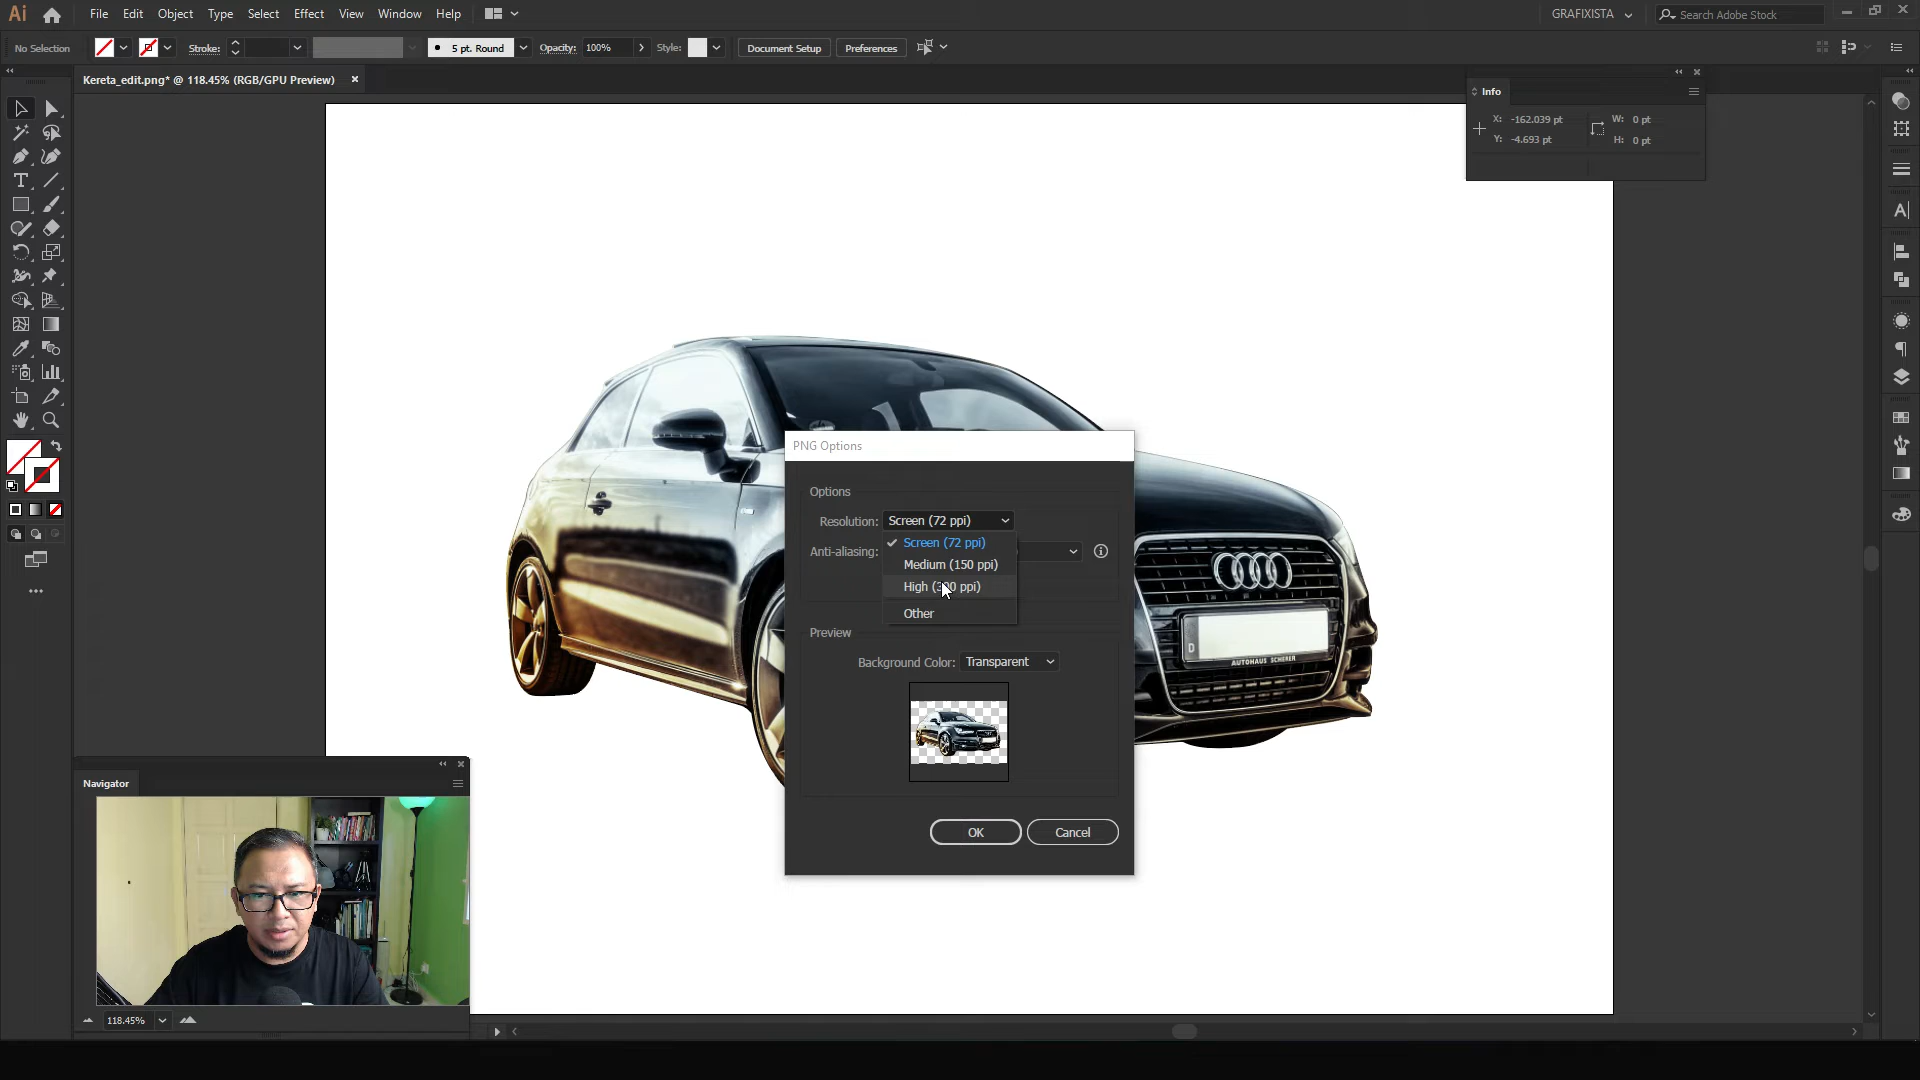 Ai File Edit Object Type Select Effect View Window Help GRAFIXISTA Search Adobe Stock
No Selection Stroke: 5 pt. Round Opacity: 100% Style: Document Setup Preferences
Kereta_edit.png* @ 118.45% (RGB/GPU Preview)
Info
X: -162.039 pt W: 0 pt
Y: -4.693 pt H: 0 pt
PNG Options
Options
Resolution: Screen (72 ppi)
Screen (72 ppi)
Anti-aliasing:
Medium (150 ppi)
High (300 ppi)
Other
Preview
Background Color: Transparent
OK Cancel
D
AUTOHAUS SCHERER
Navigator
118.45%